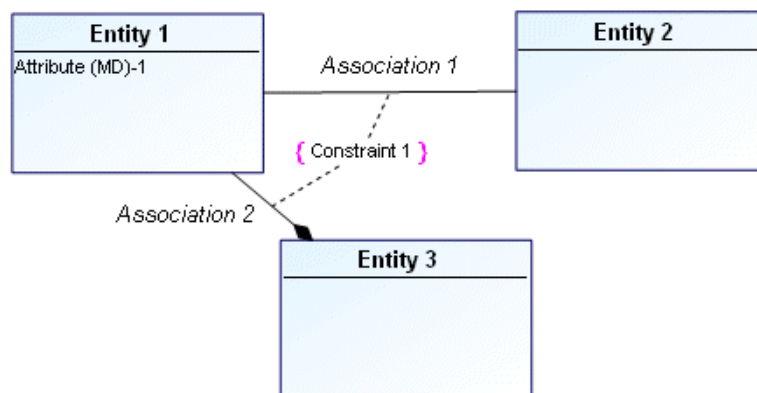 Entity 1
Attribute (MD)-1
Association 1
Entity 2
{ Constraint 1 }
Association 2
Entity 3